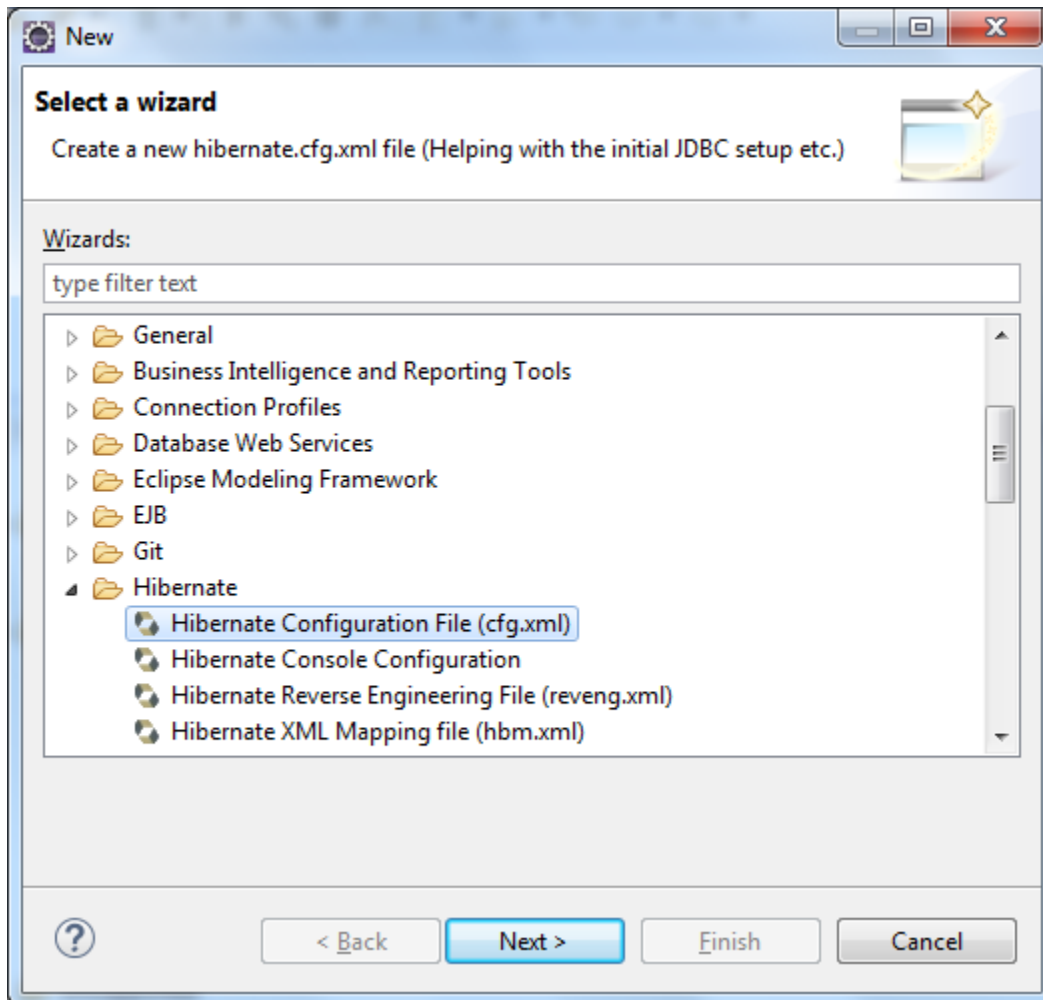 New
Select a wizard
Create a new hibernate.cfg.xml file (Helping with the initial JDBC setup etc.)
Wizards:
type filter text
General
Business Intelligence and Reporting Tools
Connection Profiles
Database Web Services
Eclipse Modeling Framework
EJB
Git
Hibernate
Hibernate Configuration File (cfg.xml)
Hibernate Console Configuration
Hibernate Reverse Engineering File (reveng.xml)
Hibernate XML Mapping file (hbm.xml)
? < Back Next > Finish Cancel